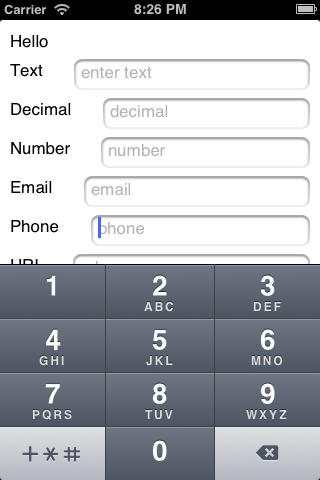 Carrier 8:26 PM
Hello
Text enter text
Decimal decimal
Number number
Email email
Phone phone
1 2 ABC 3 DEF
4 GHI 5 JKL 6 MNO
7 PQRS 8 TUV 9 WXYZ
+*# 0